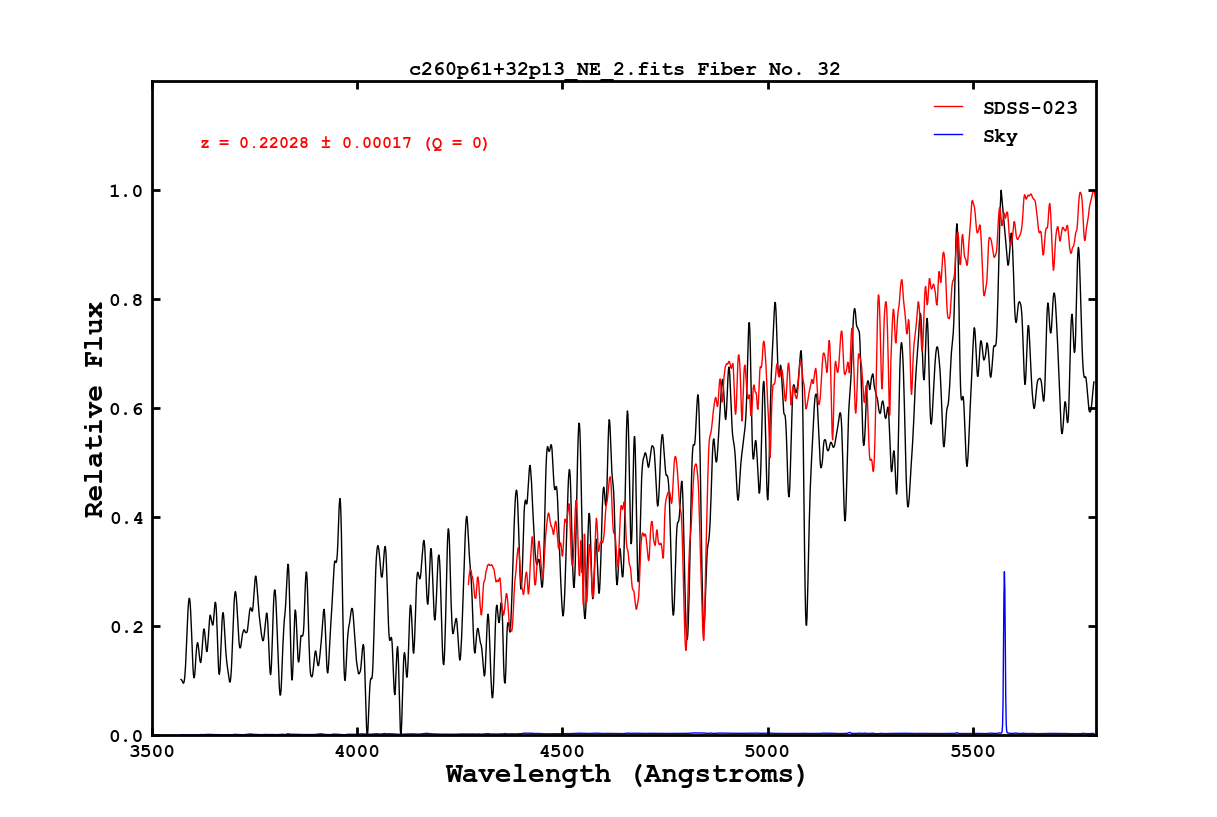 c260p61+32p13_NE_2.fits Fiber No. 32
SDSS-023
Sky
z = 0.22028 ± 0.00017 (Q = 0)
1.0
0.8
0.6
0.4
0.2
0.0
Relative Flux
3500 4000 4500 5000 5500
Wavelength (Angstroms)